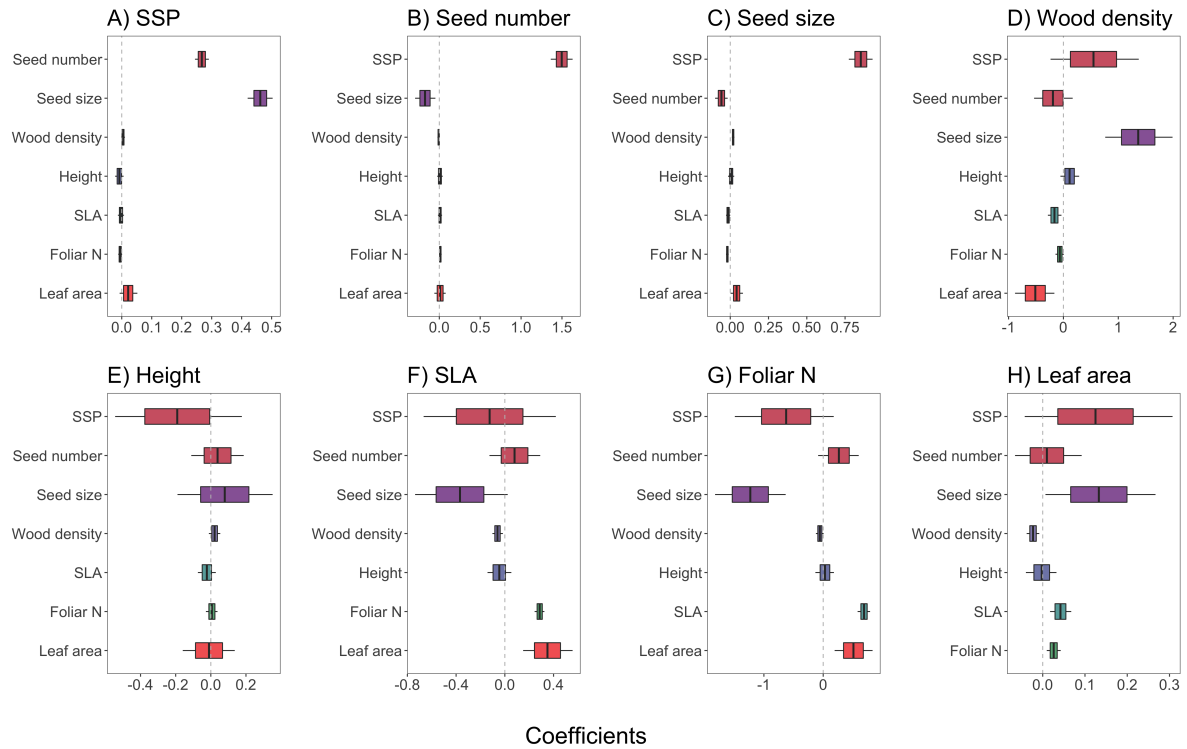 A) SSP
Seed number
Seed size
Wood density
Height
SLA
Foliar N
Leaf area
0.0 0.1 0.2 0.3 0.4 0.5
B) Seed number
SSP
Seed size
Wood density
Height
SLA
Foliar N
Leaf area
0.0 0.5 1.0 1.5
C) Seed size
SSP
Seed number
Wood density
Height
SLA
Foliar N
Leaf area
0.00 0.25 0.50 0.75
D) Wood density
SSP
Seed number
Seed size
Height
SLA
Foliar N
Leaf area
-1 0 1 2
E) Height
SSP
Seed number
Seed size
Wood density
SLA
Foliar N
Leaf area
-0.4 -0.2 0.0 0.2
F) SLA
SSP
Seed number
Seed size
Wood density
Height
Foliar N
Leaf area
-0.8 -0.4 0.0 0.4
G) Foliar N
SSP
Seed number
Seed size
Wood density
Height
SLA
Leaf area
-1 0
H) Leaf area
SSP
Seed number
Seed size
Wood density
Height
SLA
Foliar N
0.0 0.1 0.2 0.3
Coefficients